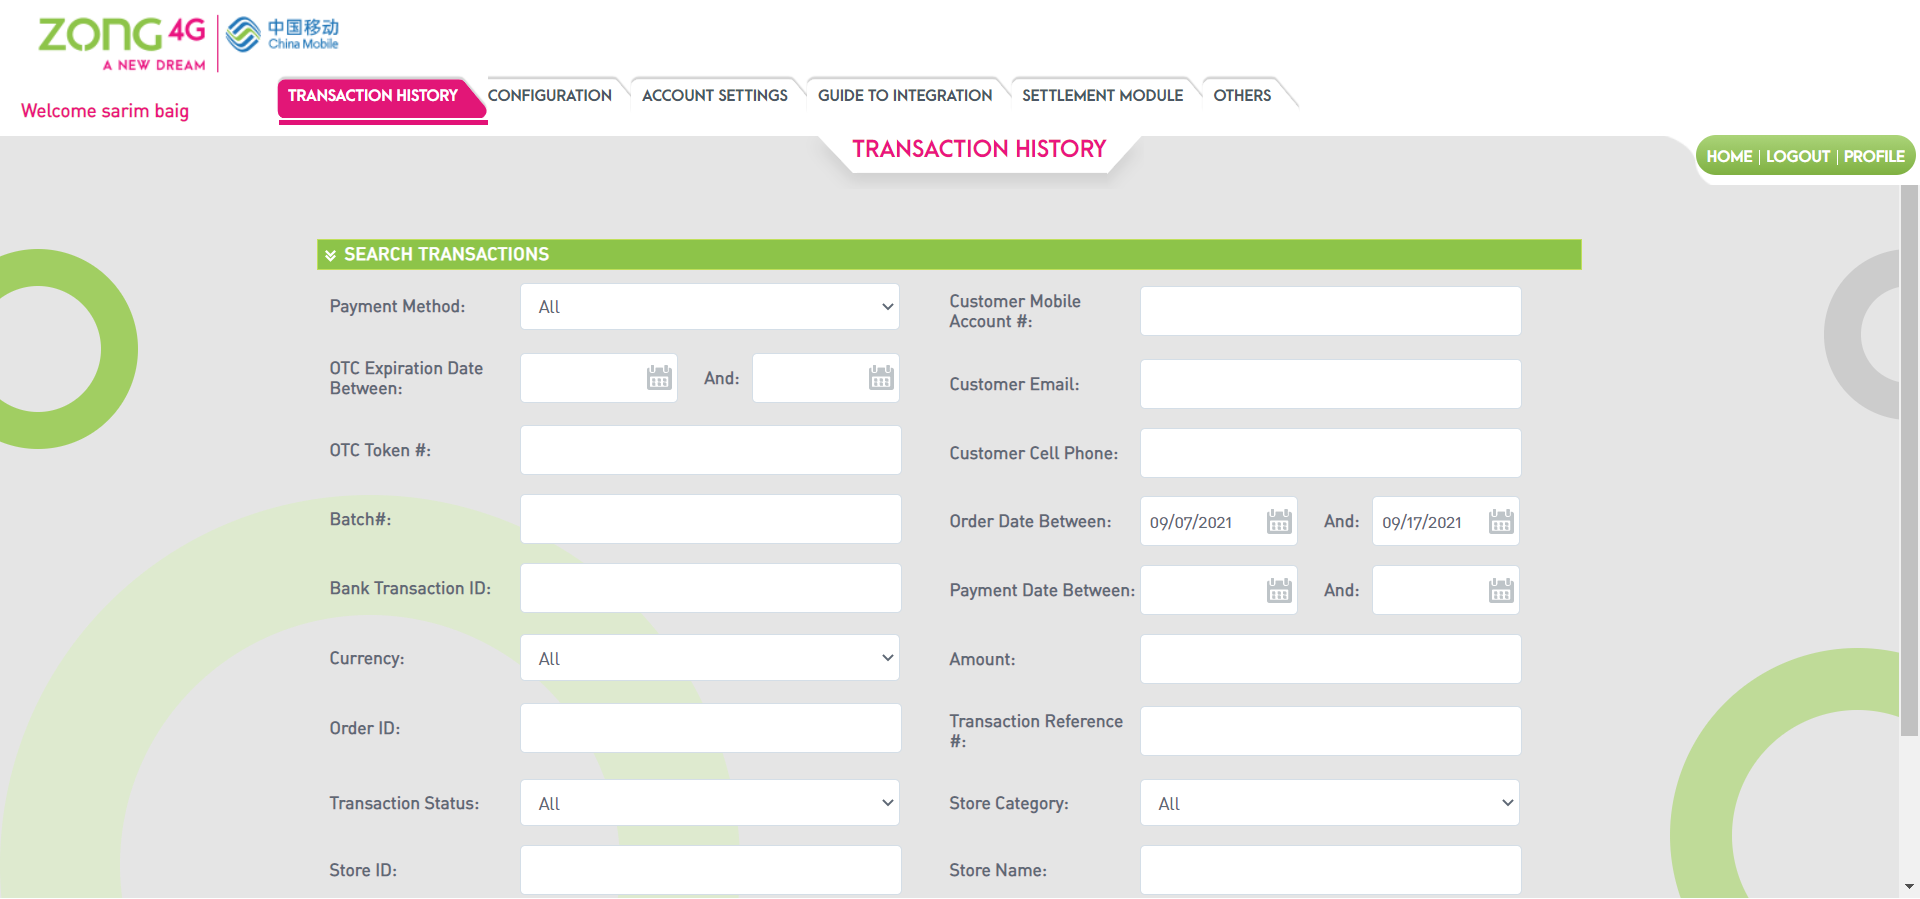 ZONG 4G
A NEW DREAM
中国移动
China Mobile
Welcome sarim baig
TRANSACTION HISTORY
CONFIGURATION
ACCOUNT SETTINGS
GUIDE TO INTEGRATION
SETTLEMENT MODULE
OTHERS
TRANSACTION HISTORY
HOME | LOGOUT | PROFILE
SEARCH TRANSACTIONS
Payment Method:
All
Customer Mobile
Account #:
OTC Expiration Date
Between:
And:
Customer Email:
OTC Token #:
Customer Cell Phone:
Batch#:
Order Date Between:
09/07/2021
And:
09/17/2021
Bank Transaction ID:
Payment Date Between:
And:
Currency:
All
Amount:
Order ID:
Transaction Reference
#:
Transaction Status:
All
Store Category:
All
Store ID:
Store Name: